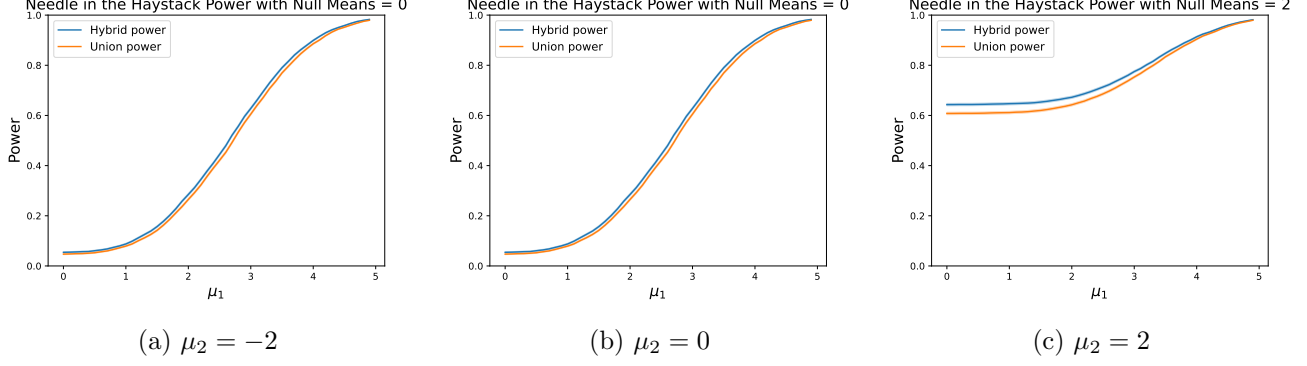 Needle in the Haystack Power with Null Means = 0
Hybrid power
Union power
Power
1.0
0.8
0.6
0.4
0.2
0.0
0 1 2 3 4 5
μ₁
(a) μ₂ = −2
Needle in the Haystack Power with Null Means = 0
Hybrid power
Union power
Power
1.0
0.8
0.6
0.4
0.2
0.0
0 1 2 3 4 5
μ₁
(b) μ₂ = 0
Needle in the Haystack Power with Null Means = 2
Hybrid power
Union power
Power
1.0
0.8
0.6
0.4
0.2
0.0
0 1 2 3 4 5
μ₁
(c) μ₂ = 2